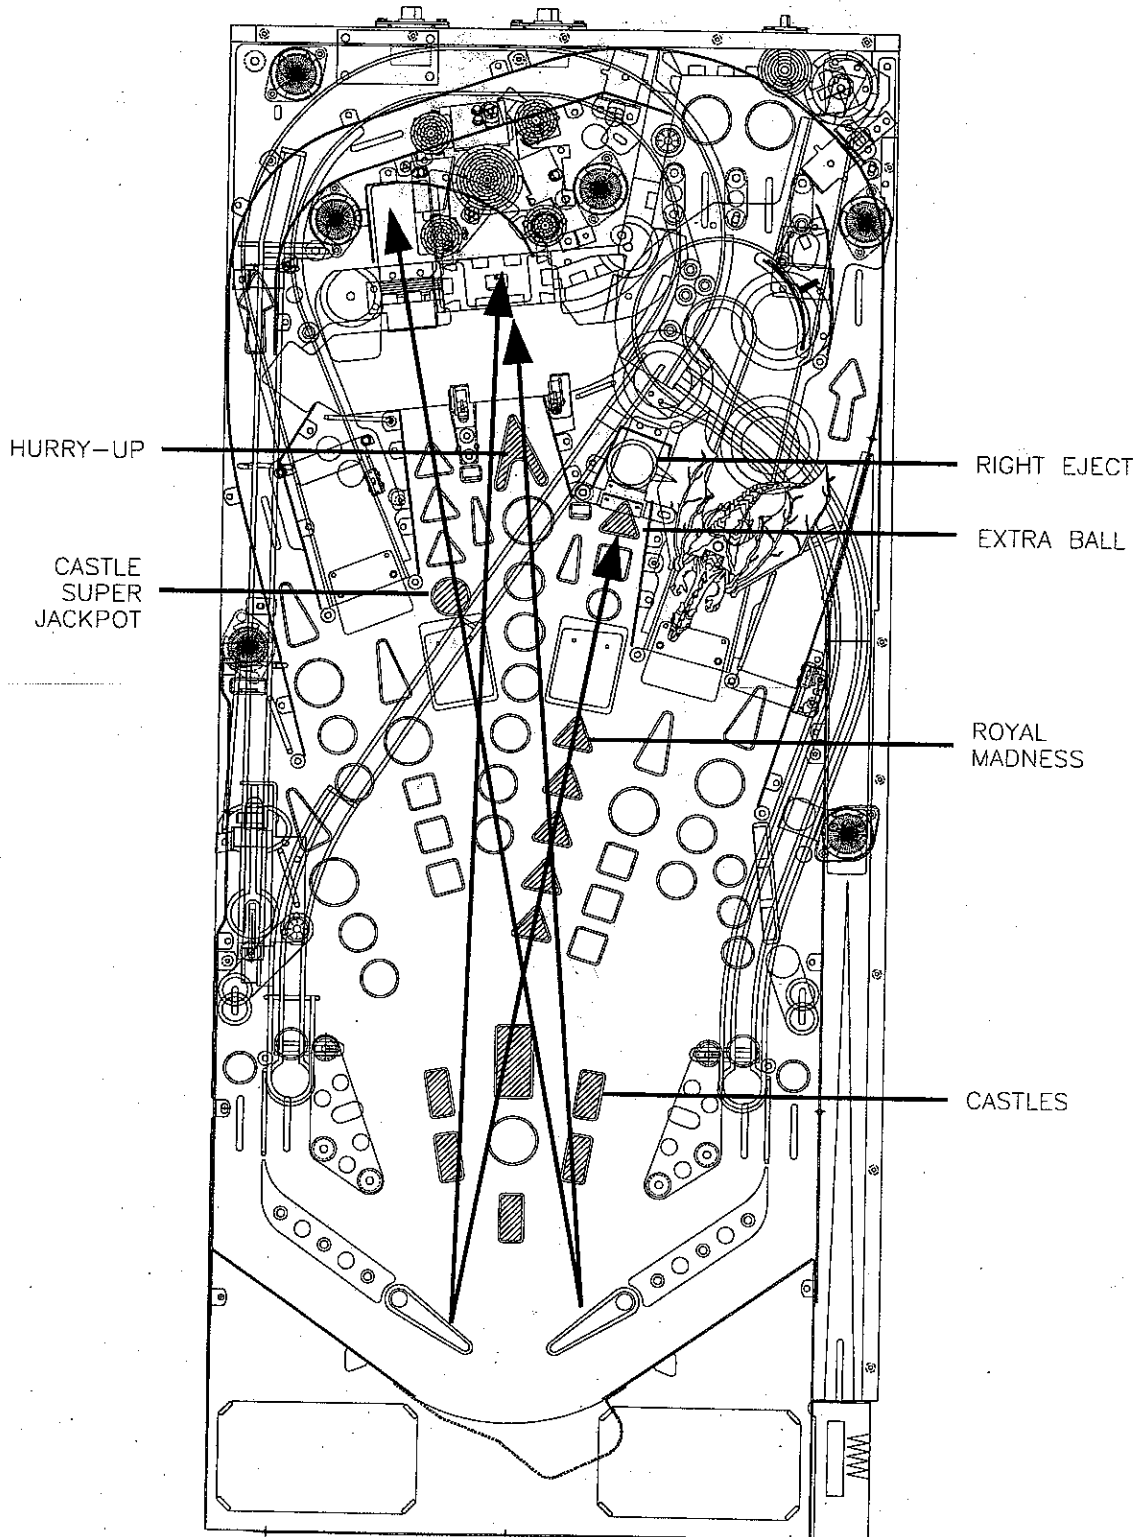 HURRY-UP
RIGHT EJECT
EXTRA BALL
CASTLE
SUPER
JACKPOT
ROYAL
MADNESS
CASTLES